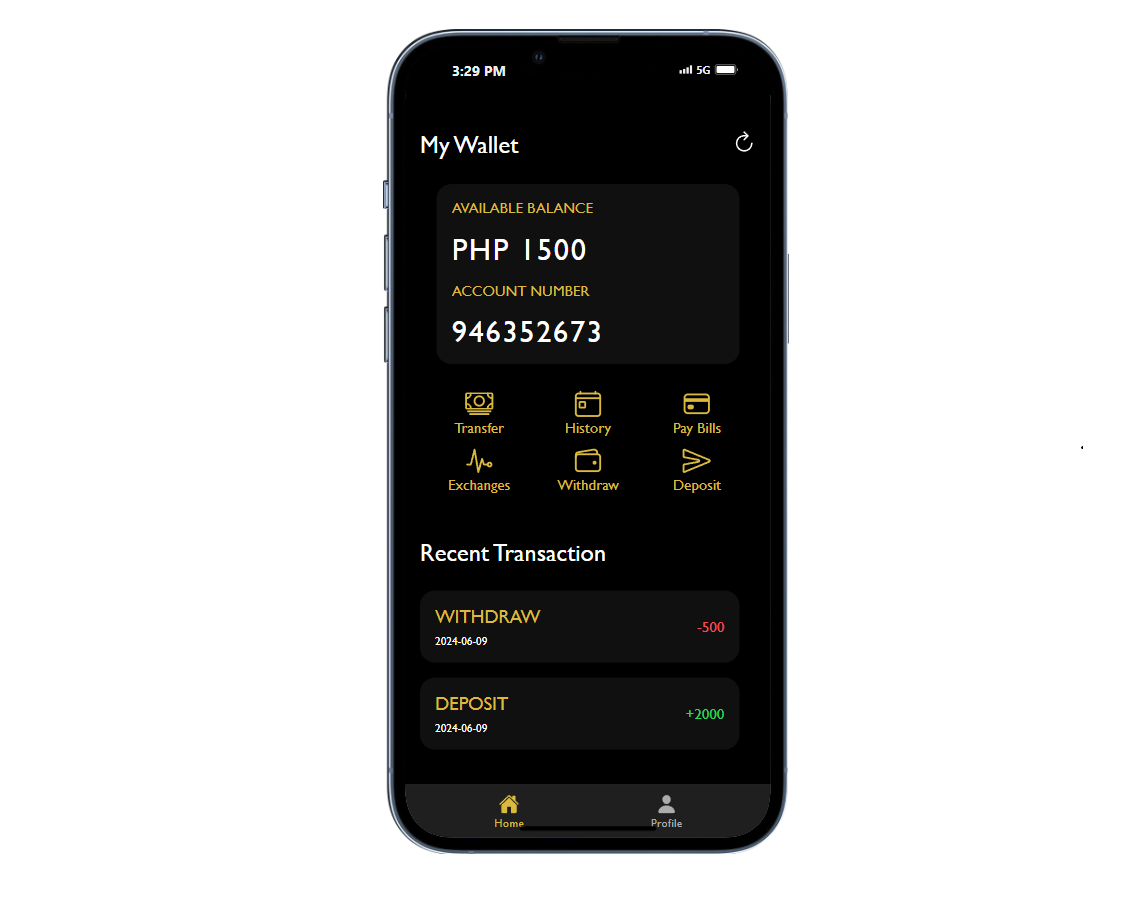 3:29 PM 5G
My Wallet
AVAILABLE BALANCE
PHP 1500
ACCOUNT NUMBER
946352673
Transfer History Pay Bills
Exchanges Withdraw Deposit
Recent Transaction
WITHDRAW
-500
2024-06-09
DEPOSIT
+2000
2024-06-09
Home Profile